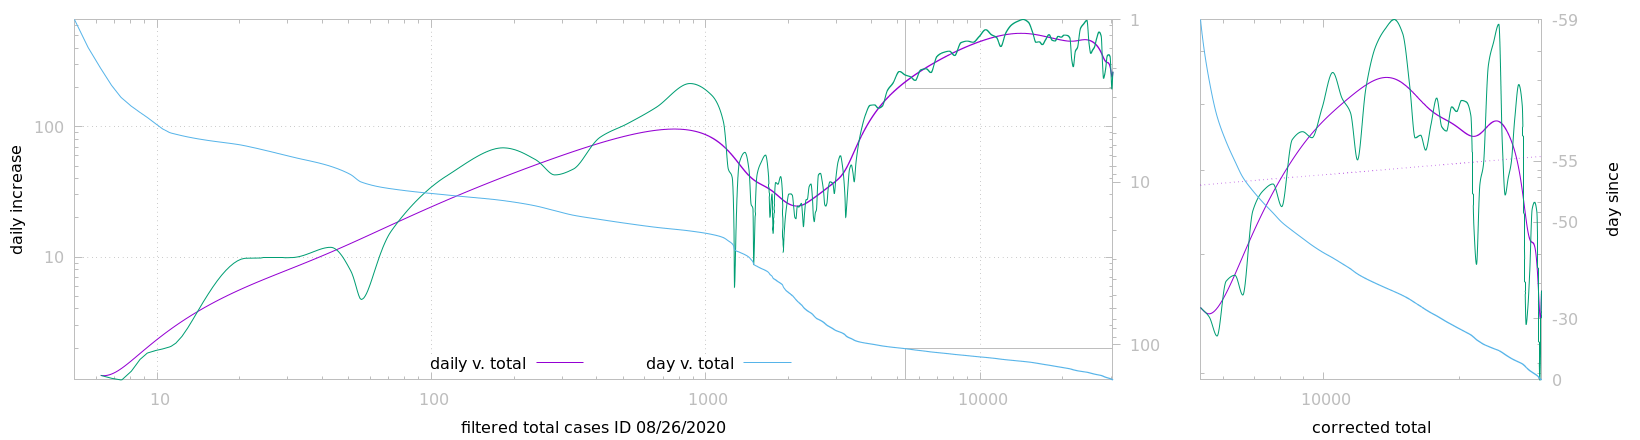 1
-59
100
daily increase
-55
10
day since
-50
10
-30
daily v. total
day v. total
100
0
10
100
1000
10000
10000
filtered total cases ID 08/26/2020
corrected total